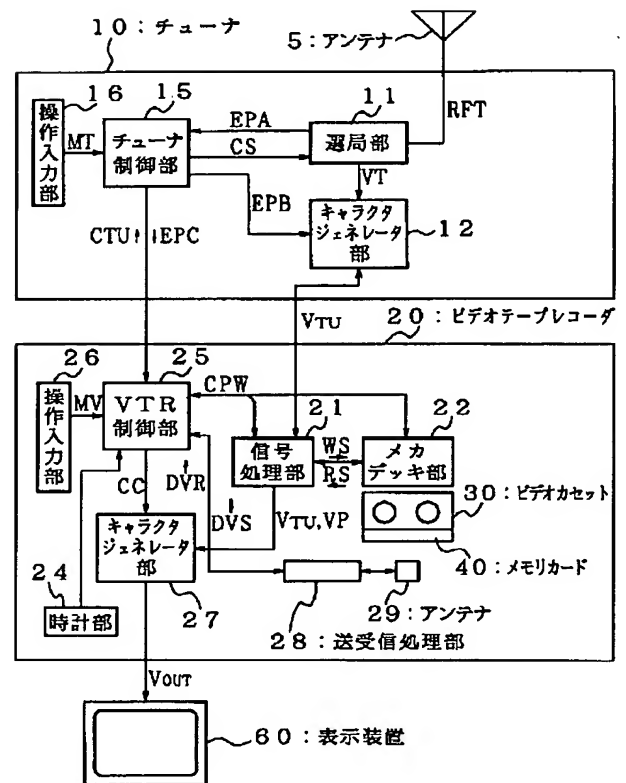 10：チューナ
5：アンテナ
16
15
11
操作入力部
MT
チューナ制御部
EPA
CS
選局部
RFT
VT
EPB
キャラクタジェネレータ部
12
CTU
EPC
VTU
20：ビデオテープレコーダ
26
25
CPW
21
22
操作入力部
MV
VTR制御部
信号処理部
WS
RS
メカデッキ部
CC
DVR
DVS
VTU,VP
30：ビデオカセット
キャラクタジェネレータ部
40：メモリカード
24
時計部
27
29：アンテナ
28：送受信処理部
VOUT
60：表示装置